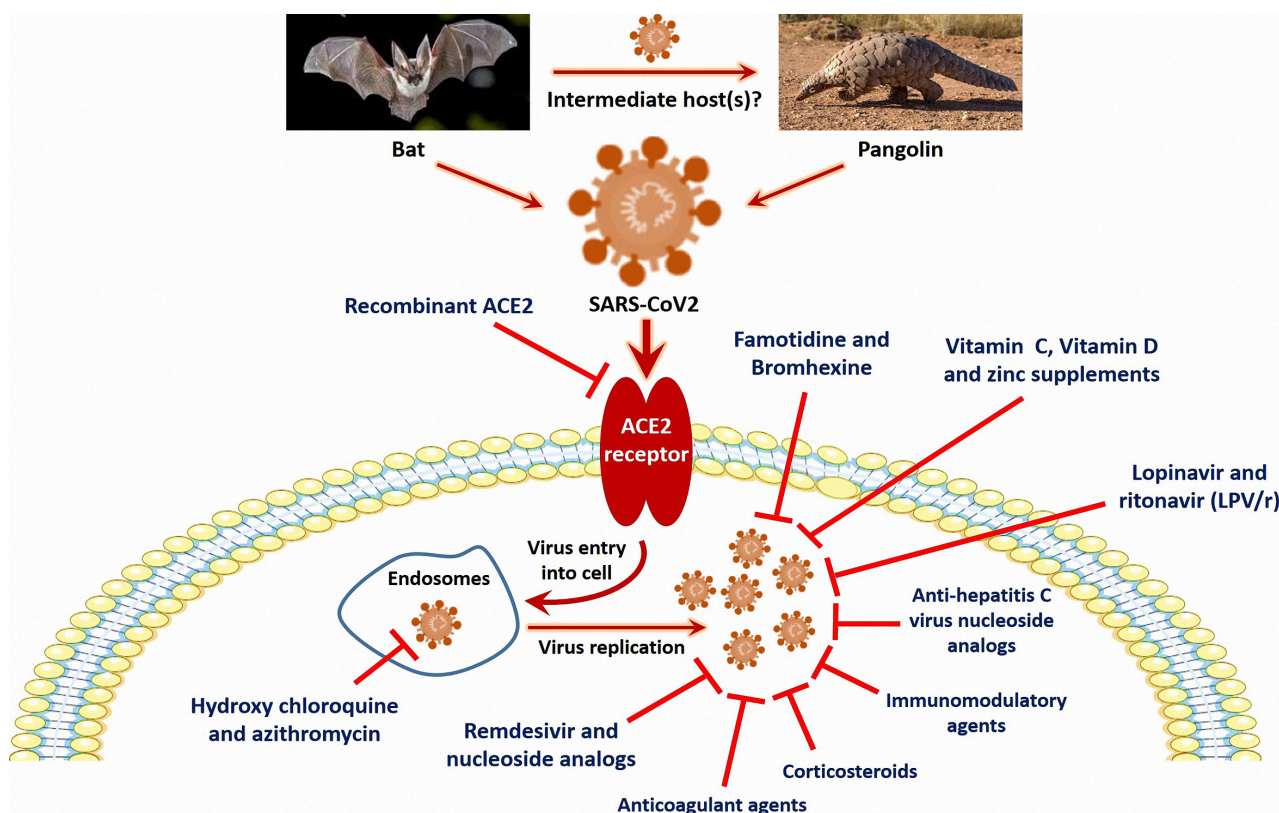 Intermediate host(s)?
Bat
Pangolin
SARS-CoV2
Recombinant ACE2
Famotidine and
Bromhexine
Vitamin C, Vitamin D
and zinc supplements
ACE2
receptor
Lopinavir and
ritonavir (LPV/r)
Virus entry
into cell
Endosomes
Anti-hepatitis C
virus nucleoside
analogs
Virus replication
Hydroxy chloroquine
and azithromycin
Remdesivir and
nucleoside analogs
Immunomodulatory
agents
Corticosteroids
Anticoagulant agents